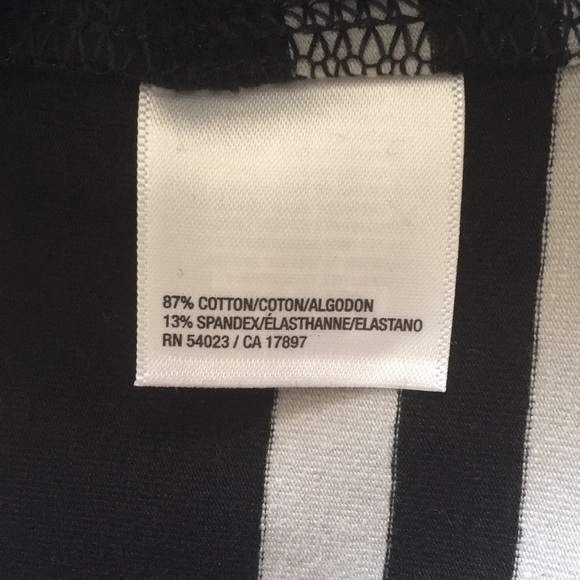 87% COTTON/COTON/ALGODON
13% SPANDEX/ÉLASTHANNE/ELASTANO
RN 54023 / CA 17897